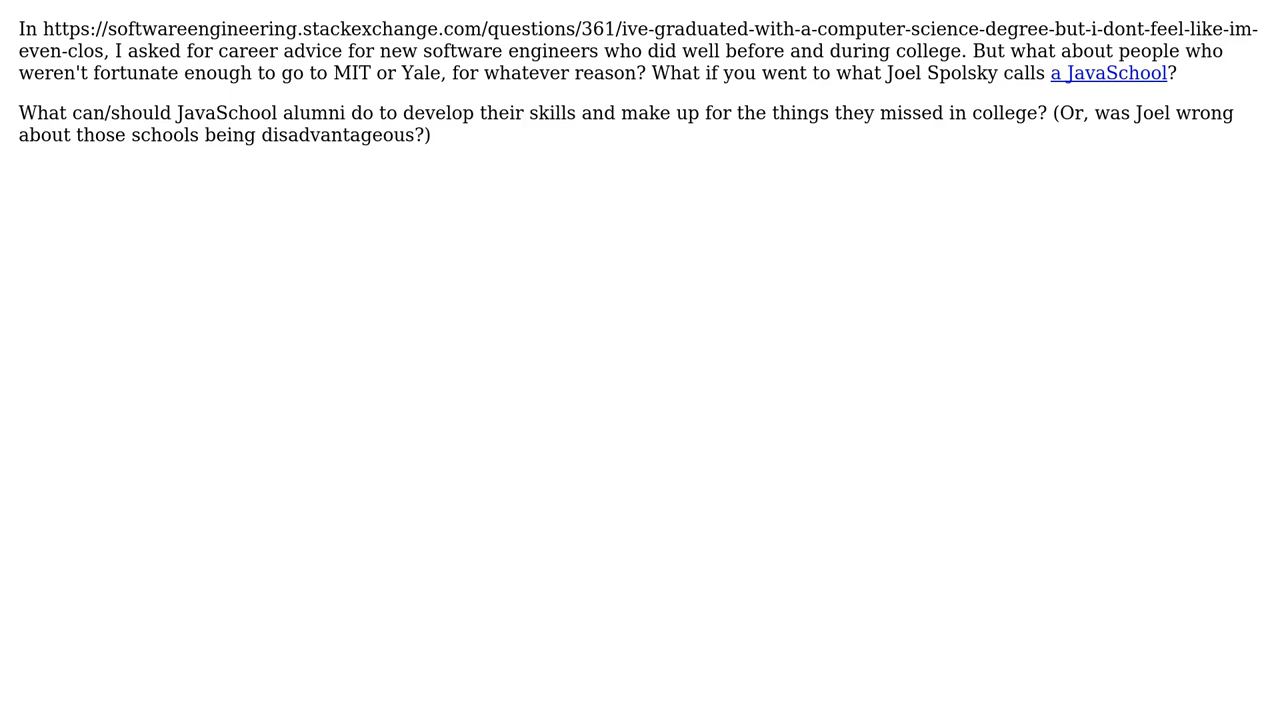 In https://softwareengineering.stackexchange.com/questions/361/ive-graduated-with-a-computer-science-degree-but-i-dont-feel-like-im-
even-clos, I asked for career advice for new software engineers who did well before and during college. But what about people who
weren't fortunate enough to go to MIT or Yale, for whatever reason? What if you went to what Joel Spolsky calls a JavaSchool?
What can/should JavaSchool alumni do to develop their skills and make up for the things they missed in college? (Or, was Joel wrong
about those schools being disadvantageous?)